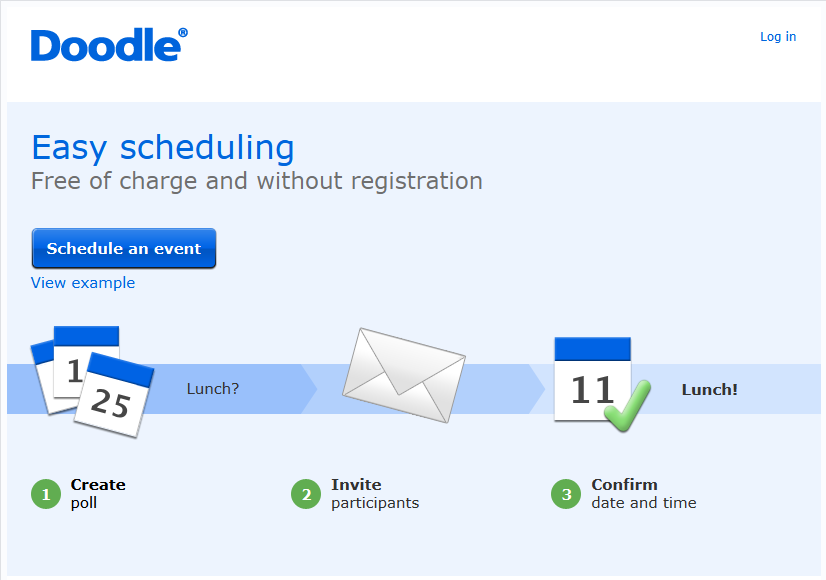 Doodle®
Log in
Easy scheduling
Free of charge and without registration
Schedule an event
View example
1
25
Lunch?
11
Lunch!
1 Create
poll
2 Invite
participants
3 Confirm
date and time